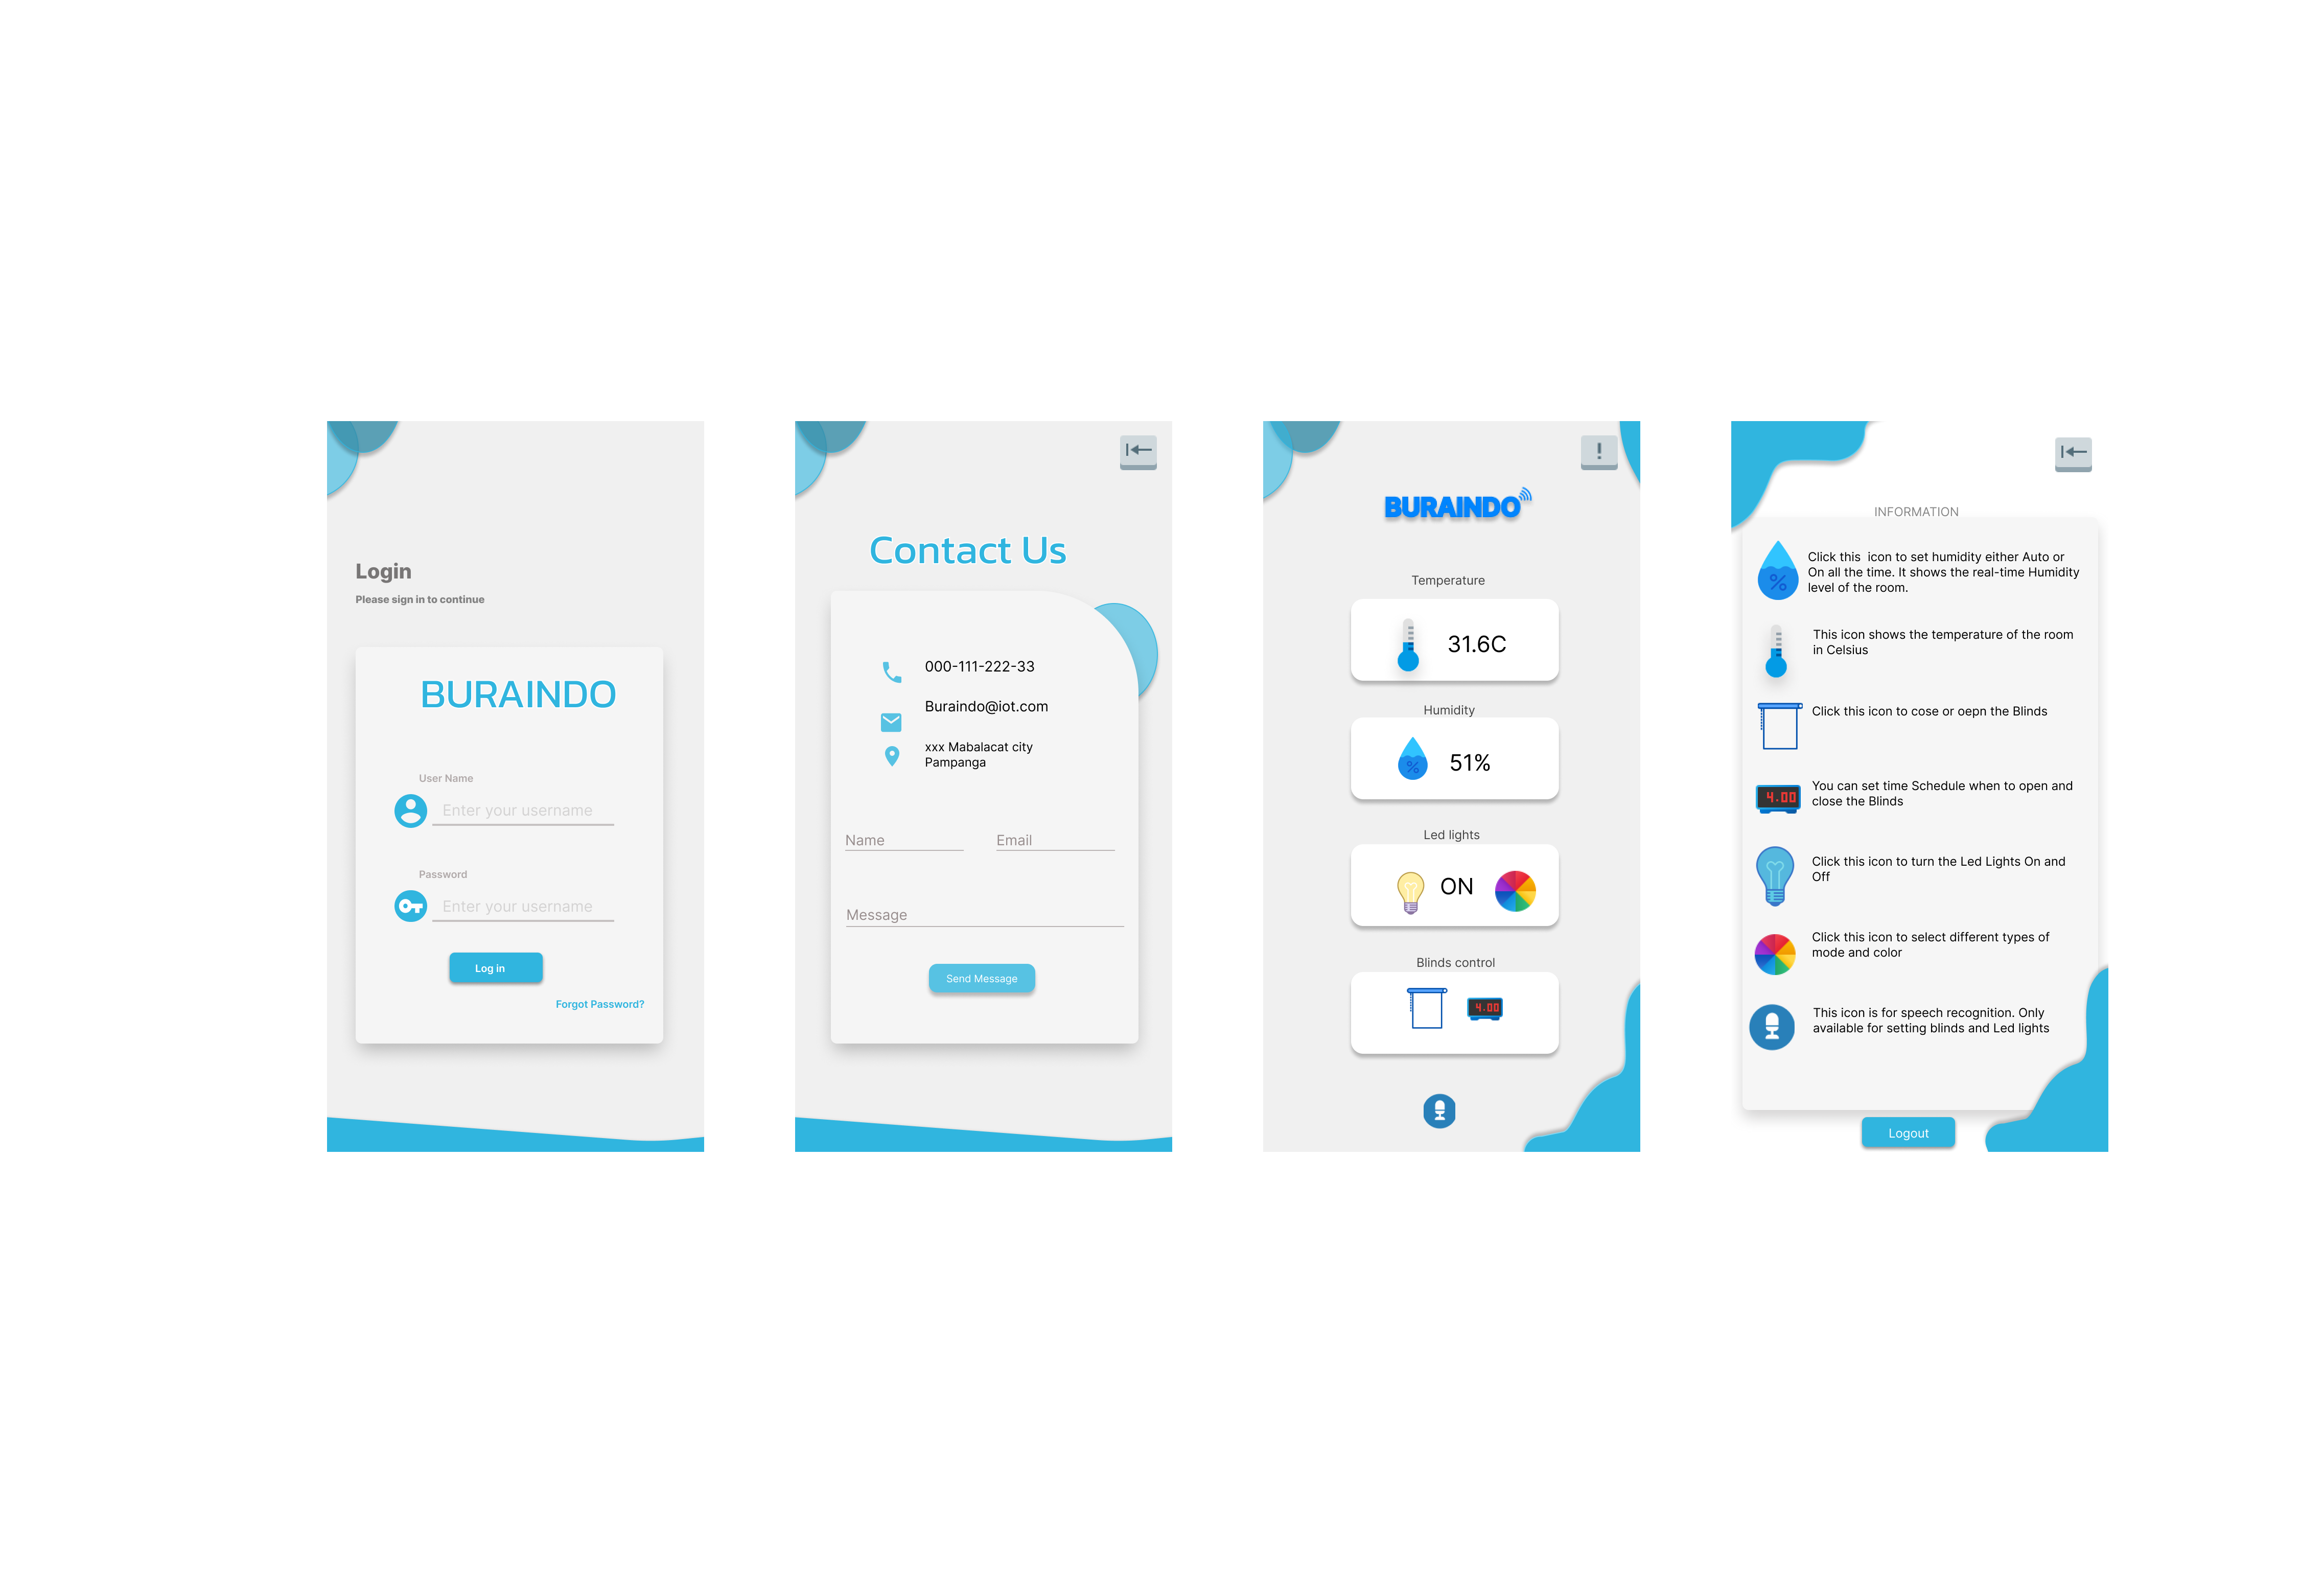 Login
Please sign in to continue
BURAINDO
User Name
Enter your username
Password
Enter your username
Log in
Forgot Password?
Contact Us
000-111-222-33
Buraindo@iot.com
xxx Mabalacat city
Pampanga
Name
Email
Message
Send Message
!
BURAINDO
Temperature
31.6C
Humidity
%
51%
Led lights
ON
Blinds control
4.00
INFORMATION
%
Click this  icon to set humidity either Auto or
On all the time. It shows the real-time Humidity
level of the room.
This icon shows the temperature of the room
in Celsius
Click this icon to cose or oepn the Blinds
4.00
You can set time Schedule when to open and
close the Blinds
Click this icon to turn the Led Lights On and
Off
Click this icon to select different types of
mode and color
This icon is for speech recognition. Only
available for setting blinds and Led lights
Logout